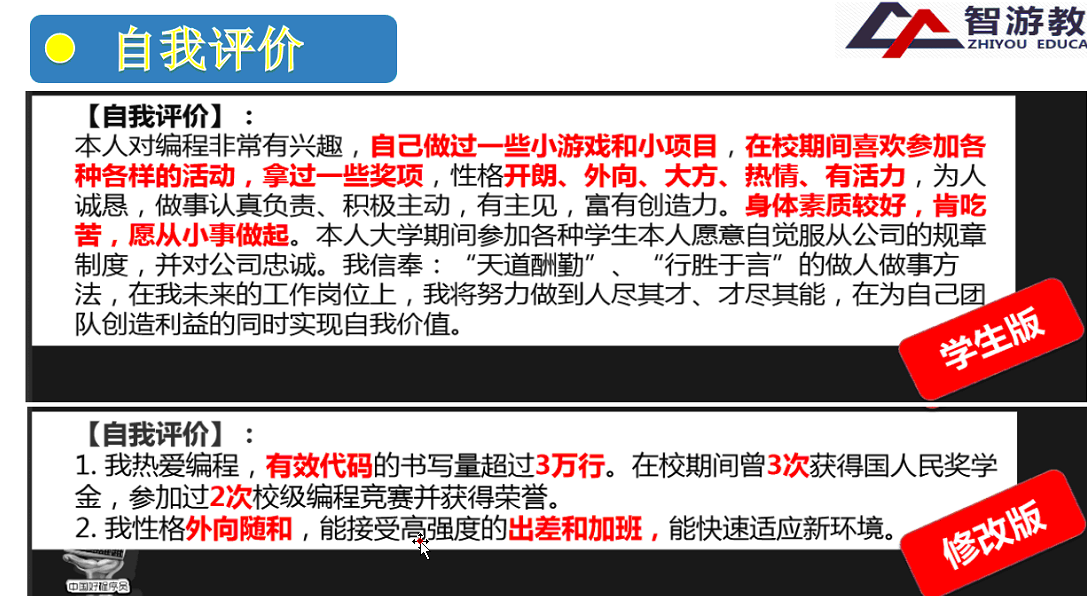 自我评价
智游教
ZHIYOU EDUCA
【自我评价】:
本人对编程非常有兴趣，自己做过一些小游戏和小项目，在校期间喜欢参加各
种各样的活动，拿过一些奖项，性格开朗、外向、大方、热情、有活力，为人
诚恳，做事认真负责、积极主动，有主见，富有创造力。身体素质较好，肯吃
苦，愿从小事做起。本人大学期间参加各种学生本人愿意自觉服从公司的规章
制度，并对公司忠诚。我信奉：“天道酬勤”、“行胜于言”的做人做事方
法，在我未来的工作岗位上，我将努力做到人尽其才、才尽其能，在为自己团
队创造利益的同时实现自我价值。
学生版
【自我评价】:
1. 我热爱编程，有效代码的书写量超过3万行。在校期间曾3次获得国人民奖学
金，参加过2次校级编程竞赛并获得荣誉。
2. 我性格外向随和，能接受高强度的出差和加班，能快速适应新环境。
修改版
中国好程序员